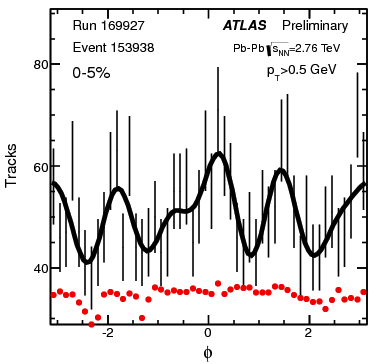 Run 169927
ATLAS Preliminary
Event 153938
Pb-Pb √sNN=2.76 TeV
0-5%
pT>0.5 GeV
Tracks
80
60
40
-2 0 2
ϕ